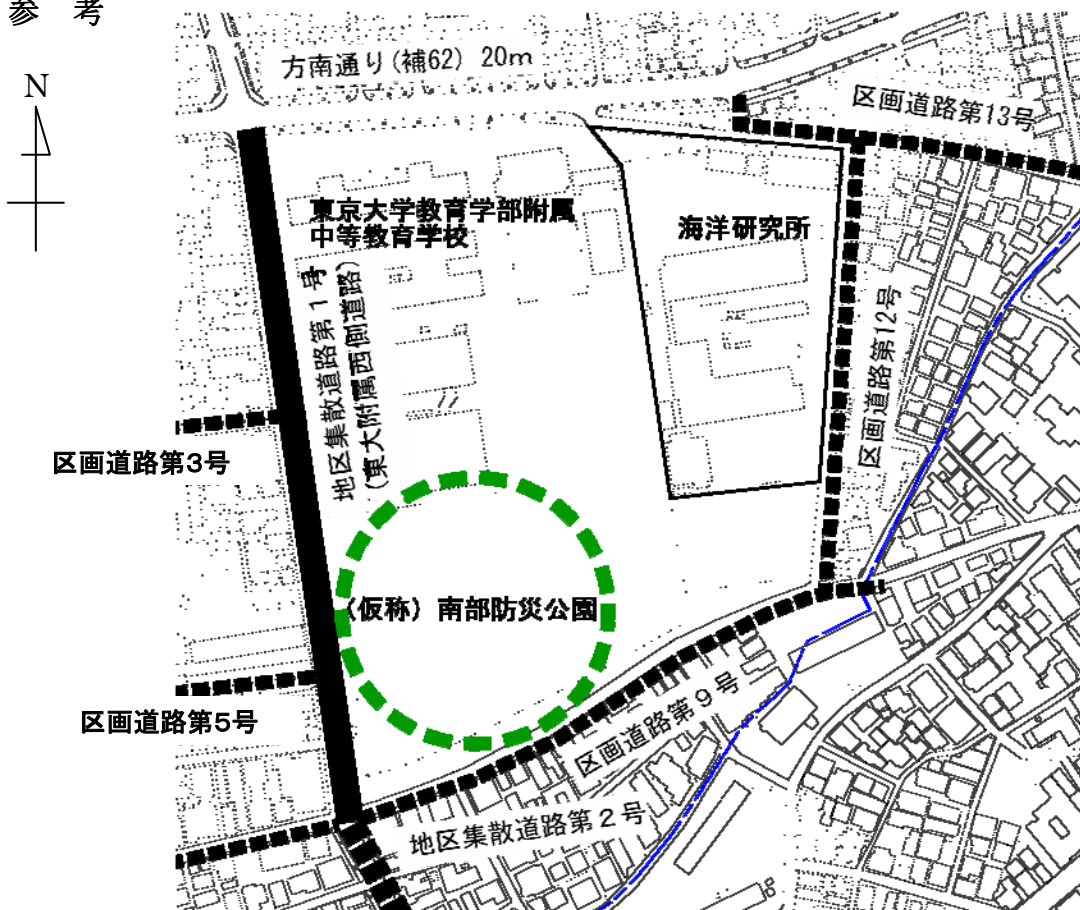 参 考
N
方南通り(補62) 20m
区画道路第13号
東京大学教育学部附属
中等教育学校
海洋研究所
地区集散道路第1号
(東大附属西側道路)
区画道路第12号
区画道路第3号
(仮称)南部防災公園
区画道路第5号
区画道路第9号
地区集散道路第2号